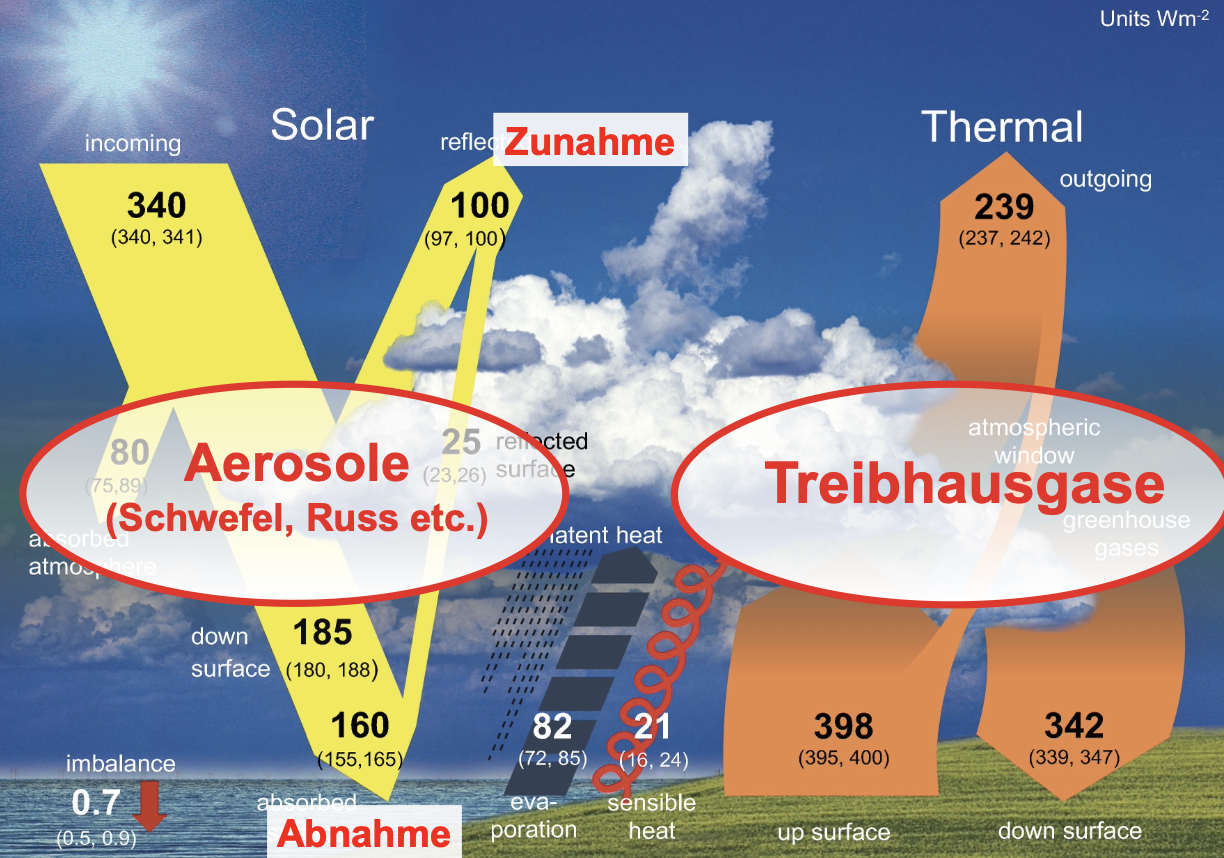 Units Wm-2
Solar
Thermal
incoming
reflec
Zunahme
outgoing
340
(340, 341)
100
(97, 100)
239
(237, 242)
80
(75,89)
absorbed
atmosphere
Aerosole
(Schwefel, Russ etc.)
25
(23,26)
reflected
surface
Treibhausgase
atmospheric
window
greenhouse
gases
latent heat
down
surface
185
(180, 188)
160
(155,165)
82
(72, 85)
21
(16, 24)
398
(395, 400)
342
(339, 347)
imbalance
0.7
(0.5, 0.9)
absorbed
Abnahme
eva-
poration
sensible
heat
up surface
down surface